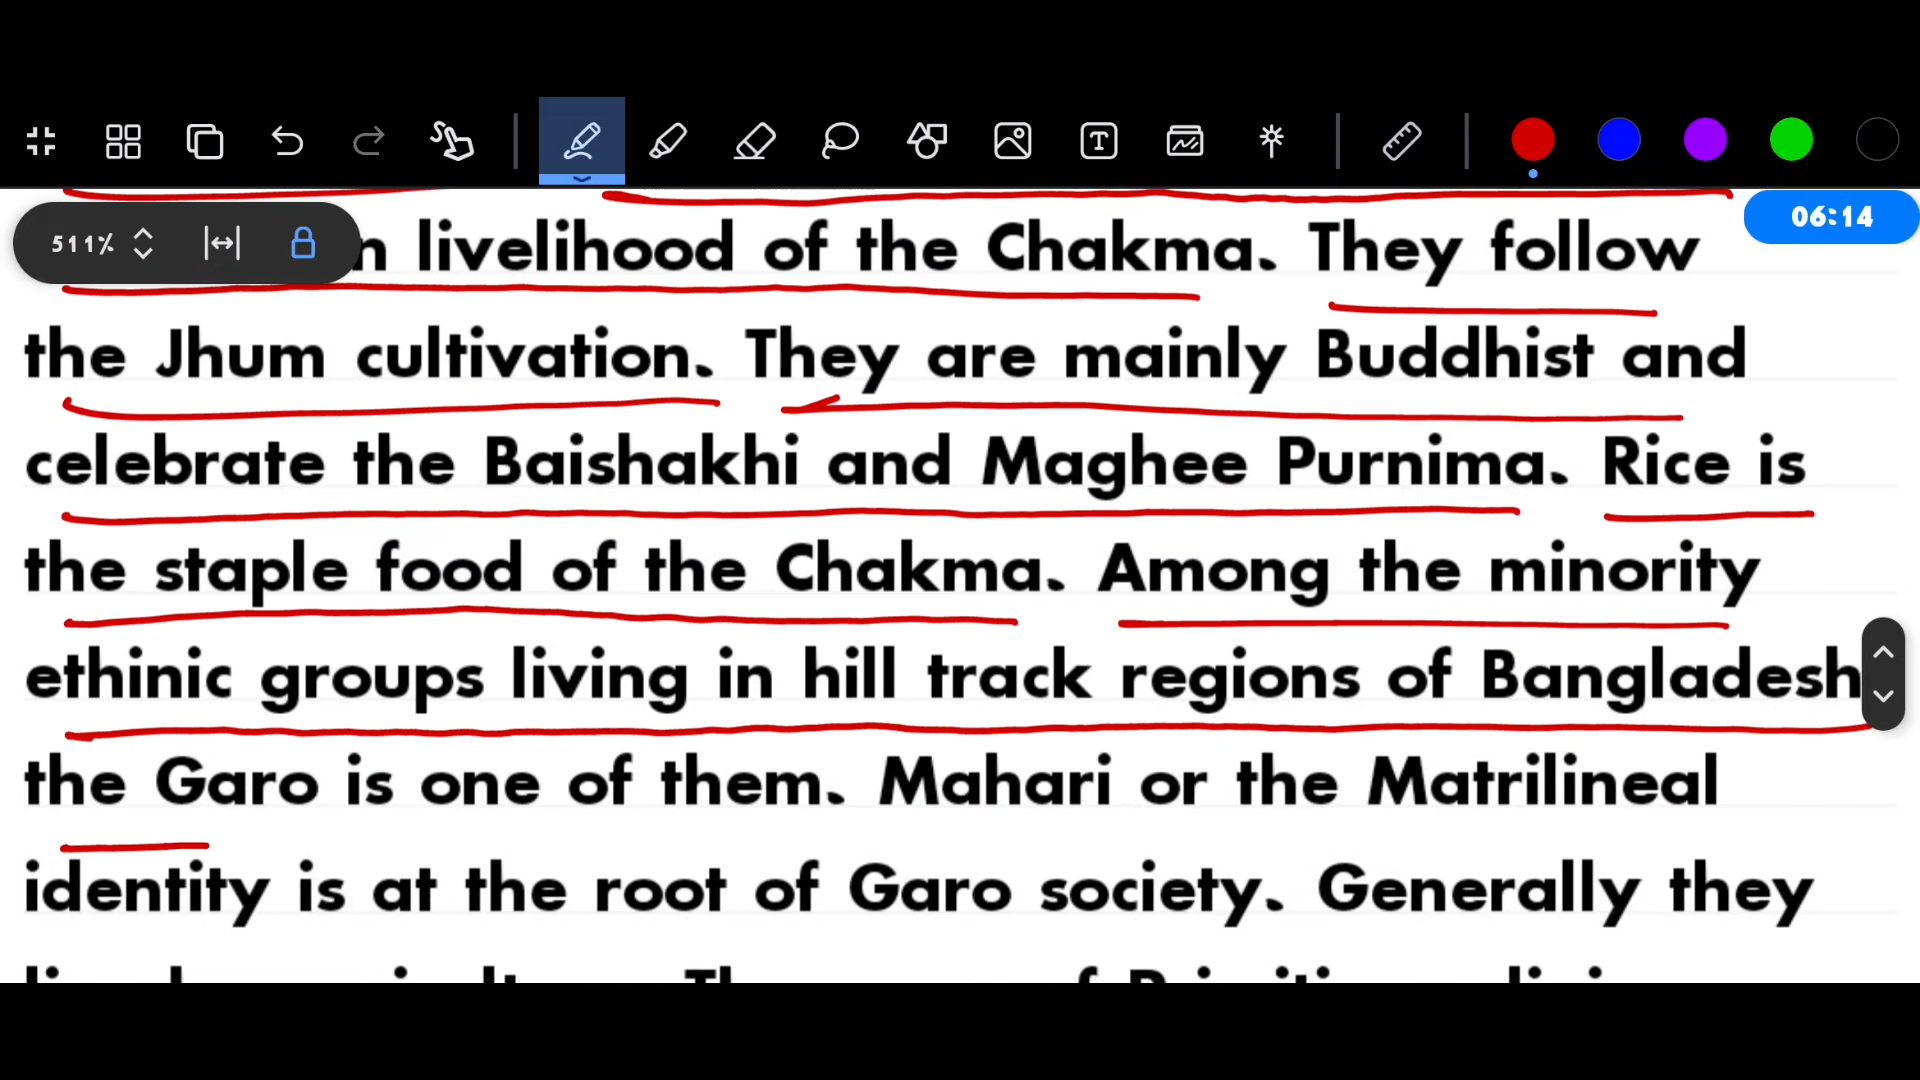 06:14
511%
livelihood of the Chakma. They follow
the Jhum cultivation. They are mainly Buddhist and
celebrate the Baishakhi and Maghee Purnima. Rice is
the staple food of the Chakma. Among the minority
ethinic groups living in hill track regions of Bangladesh
the Garo is one of them. Mahari or the Matrilineal
identity is at the root of Garo society. Generally they